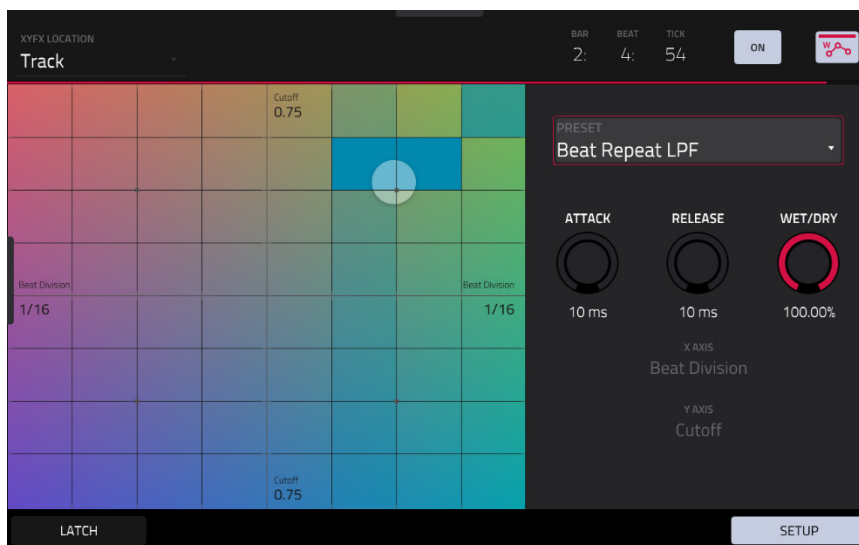 XYFX LOCATION
Track
BAR BEAT TICK
2: 4: 54
ON
W
Cutoff
0.75
PRESET
Beat Repeat LPF
ATTACK RELEASE WET/DRY
10 ms 10 ms 100.00%
Beat Division
1/16
Beat Division
1/16
X AXIS
Beat Division
Y AXIS
Cutoff
Cutoff
0.75
LATCH
SETUP